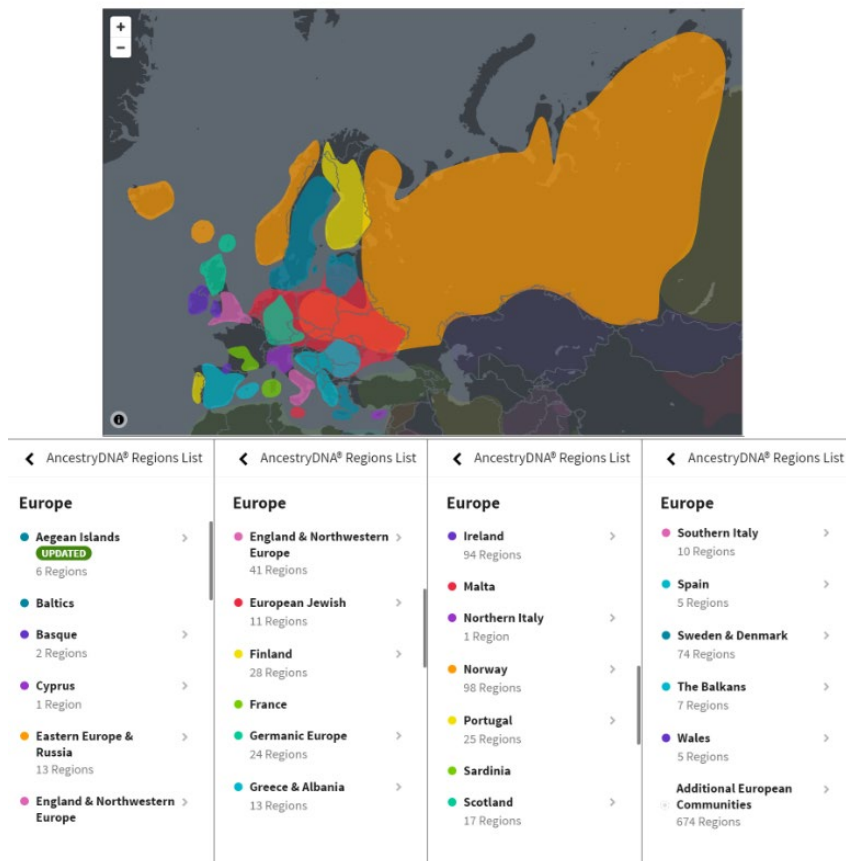 +
−
i
AncestryDNA® Regions List
Europe
Aegean Islands
UPDATED
6 Regions
Baltics
Basque
2 Regions
Cyprus
1 Region
Eastern Europe &
Russia
13 Regions
England & Northwestern
Europe
AncestryDNA® Regions List
Europe
England & Northwestern
Europe
41 Regions
European Jewish
11 Regions
Finland
28 Regions
France
Germanic Europe
24 Regions
Greece & Albania
13 Regions
AncestryDNA® Regions List
Europe
Ireland
94 Regions
Malta
Northern Italy
1 Region
Norway
98 Regions
Portugal
25 Regions
Sardinia
Scotland
17 Regions
AncestryDNA® Regions List
Europe
Southern Italy
10 Regions
Spain
5 Regions
Sweden & Denmark
74 Regions
The Balkans
7 Regions
Wales
5 Regions
Additional European
Communities
674 Regions